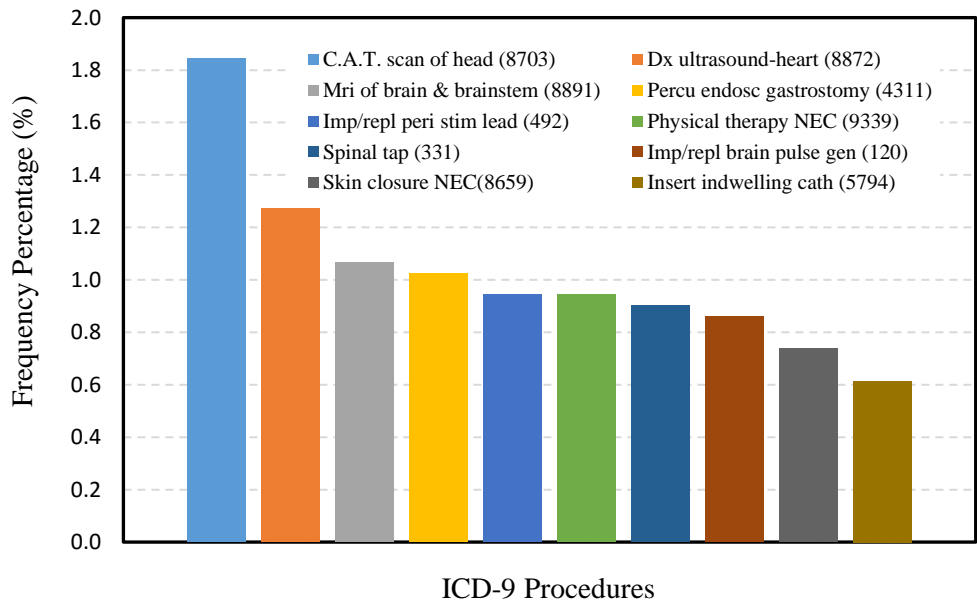 Frequency Percentage (%)
2.0
1.8
1.6
1.4
1.2
1.0
0.8
0.6
0.4
0.2
0.0
C.A.T. scan of head (8703)
Dx ultrasound-heart (8872)
Mri of brain & brainstem (8891)
Percu endosc gastrostomy (4311)
Imp/repl peri stim lead (492)
Physical therapy NEC (9339)
Spinal tap (331)
Imp/repl brain pulse gen (120)
Skin closure NEC(8659)
Insert indwelling cath (5794)
ICD-9 Procedures